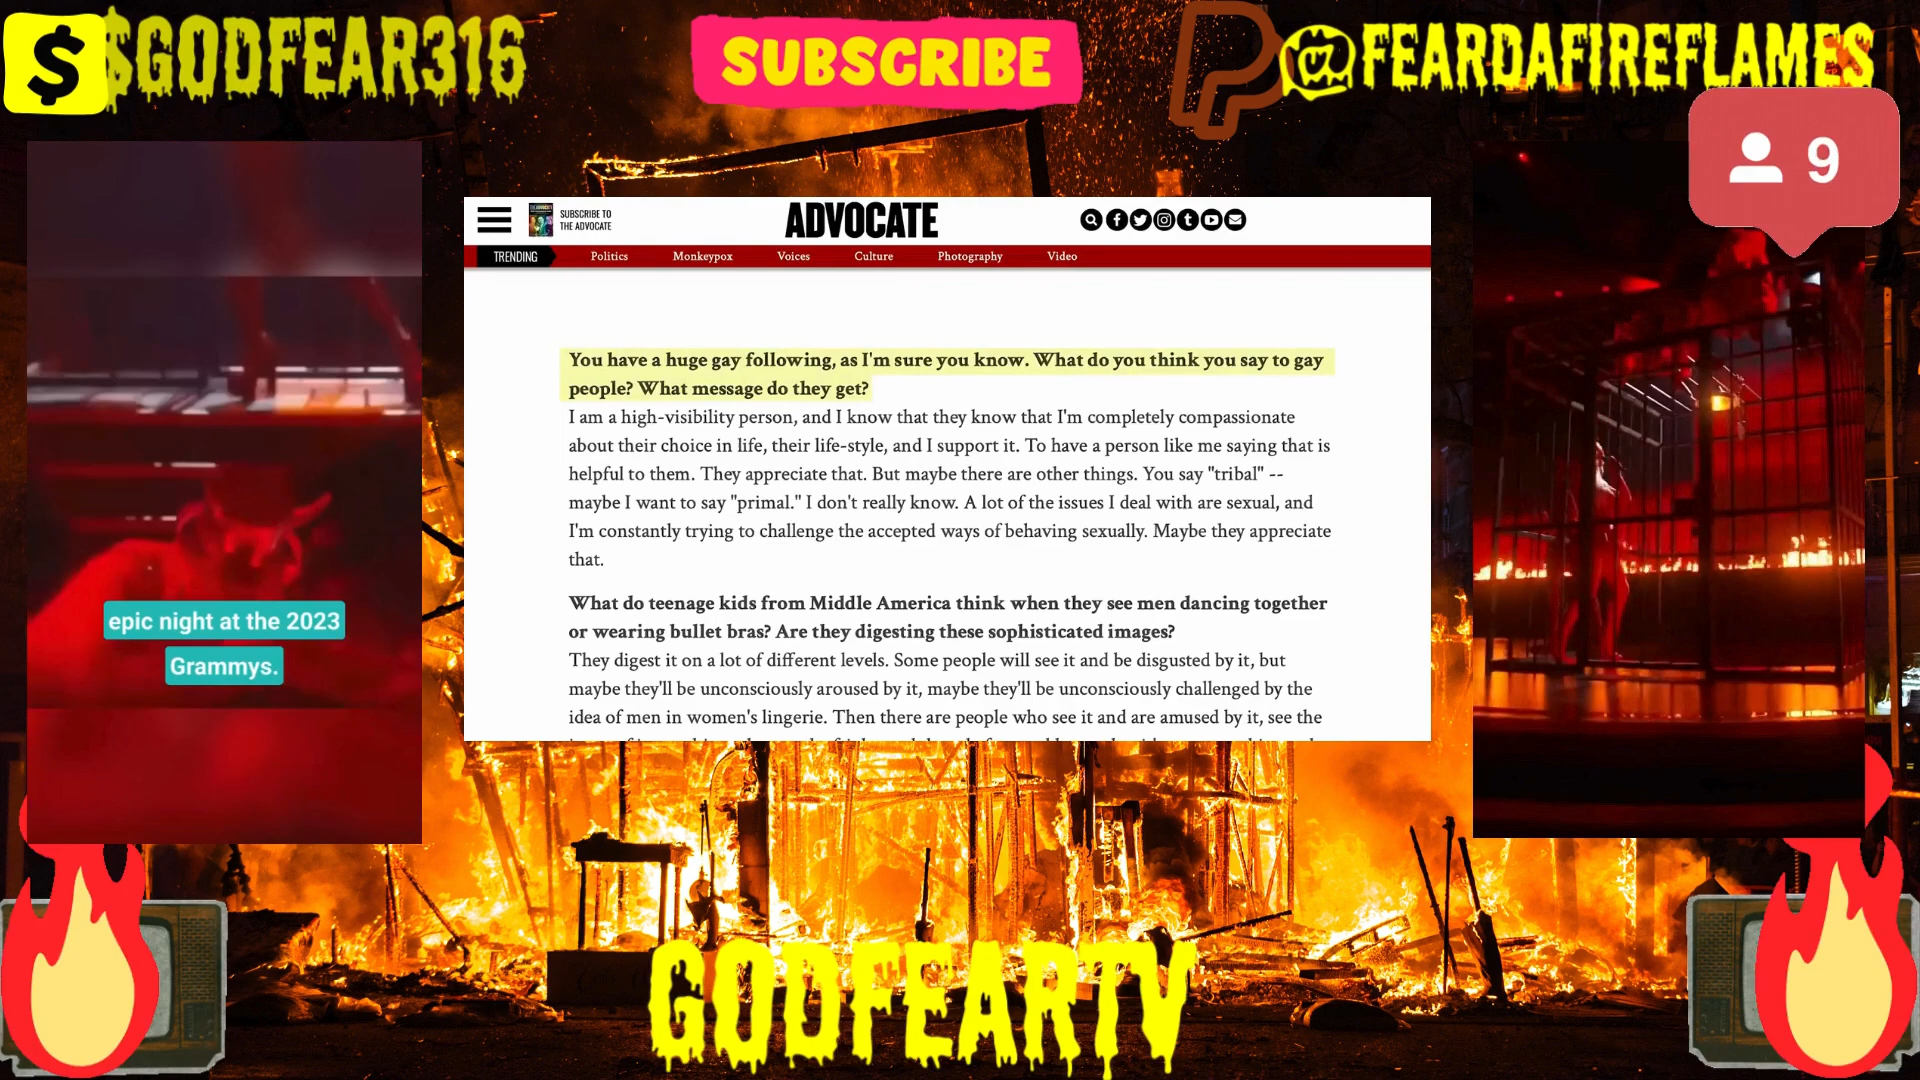 $GODFEAR316
SUBSCRIBE
@FEARDAFIREFLAMES
9
SUBSCRIBE TO
THE ADVOCATE
ADVOCATE
TRENDING
Politics
Monkeypox
Voices
Culture
Photography
Video
You have a huge gay following, as I'm sure you know. What do you think you say to gay
people? What message do they get?
I am a high-visibility person, and I know that they know that I'm completely compassionate
about their choice in life, their life-style, and I support it. To have a person like me saying that is
helpful to them. They appreciate that. But maybe there are other things. You say "tribal" --
maybe I want to say "primal." I don't really know. A lot of the issues I deal with are sexual, and
I'm constantly trying to challenge the accepted ways of behaving sexually. Maybe they appreciate
that.
What do teenage kids from Middle America think when they see men dancing together
or wearing bullet bras? Are they digesting these sophisticated images?
They digest it on a lot of different levels. Some people will see it and be disgusted by it, but
maybe they'll be unconsciously aroused by it, maybe they'll be unconsciously challenged by the
idea of men in women's lingerie. Then there are people who see it and are amused by it, see the
epic night at the 2023
Grammys.
GODFEARTV